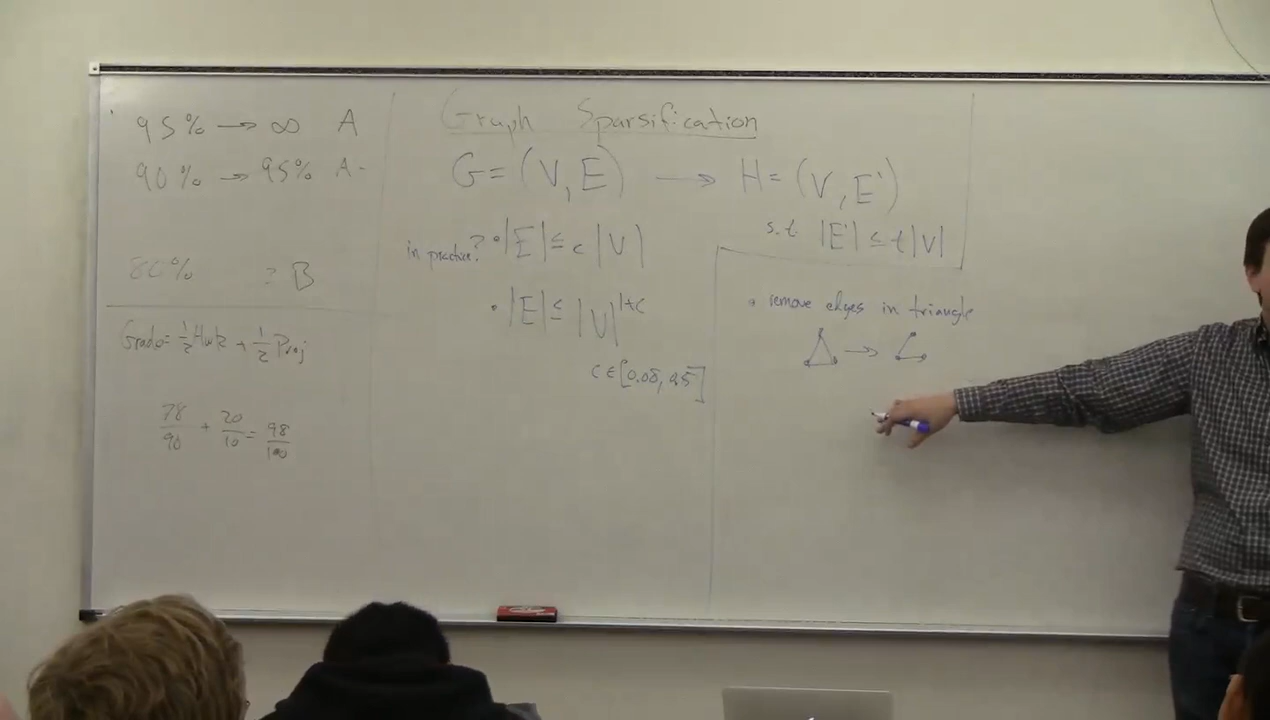 95% → ∞ A
90% → 95% A-
80% = B
Grade = 1/2 Hwk + 1/2 Proj
78/90 + 20/10 = 98/100
Graph Sparsification
G = (V, E) → H = (V, E')
s.t. |E'| ≤ t|V|
in practice? • |E| ≤ c|V|
• |E| ≤ |V|^{1+c}
c ∈ [0.05, 0.5]
• remove edges in triangle
→